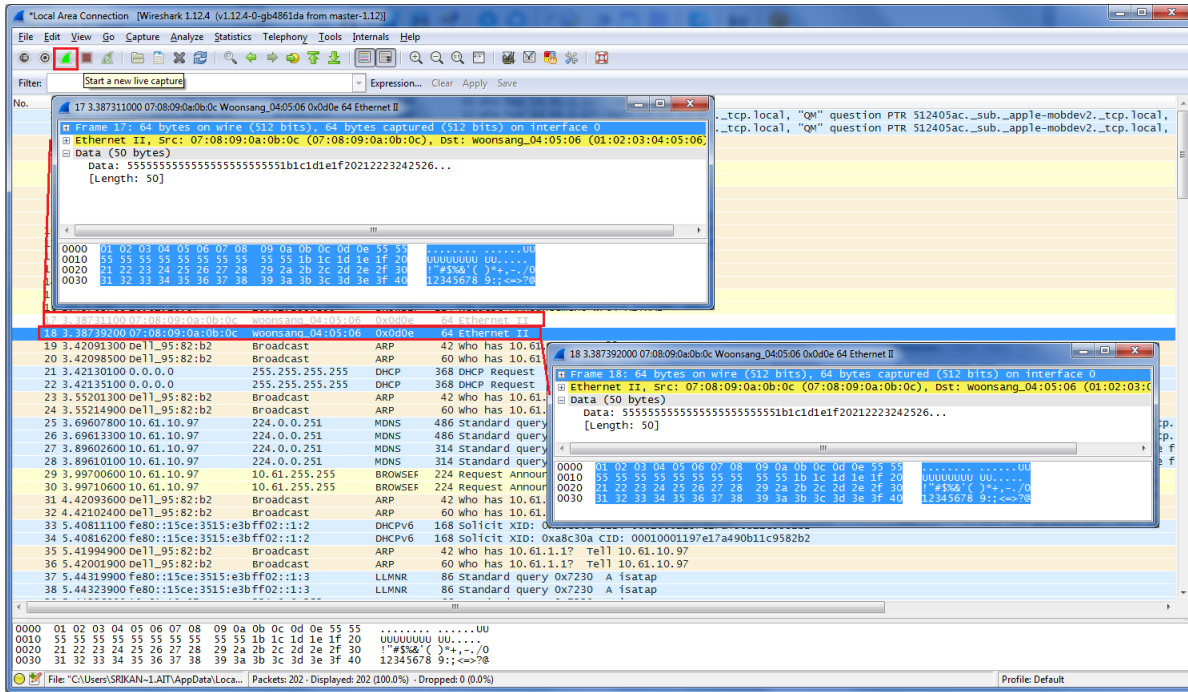 *Local Area Connection [Wireshark 1.12.4 (v1.12.4-0-gb4861da from master-1.12)]
File Edit View Go Capture Analyze Statistics Telephony Tools Internals Help
Start a new live capture
Filter: Expression... Clear Apply Save
No.
._tcp.local, "QM" question PTR 512405ac._sub._apple-mobdev2._tcp.local,
._tcp.local, "QM" question PTR 512405ac._sub._apple-mobdev2._tcp.local,
17 3.387311000 07:08:09:0a:0b:0c Woonsang_04:05:06 0x0d0e 64 Ethernet II
Frame 17: 64 bytes on wire (512 bits), 64 bytes captured (512 bits) on interface 0
Ethernet II, Src: 07:08:09:0a:0b:0c (07:08:09:0a:0b:0c), Dst: Woonsang_04:05:06 (01:02:03:04:05:06)
Data (50 bytes)
Data: 5555555555555555555555551b1c1d1e1f20212223242526...
[Length: 50]
0000 01 02 03 04 05 06 07 08 09 0a 0b 0c 0d 0e 55 55 ........ ......UU
0010 55 55 55 55 55 55 55 55 55 55 1b 1c 1d 1e 1f 20 UUUUUUUU UU.....
0020 21 22 23 24 25 26 27 28 29 2a 2b 2c 2d 2e 2f 30 !"#$%&'( )*+,-./0
0030 31 32 33 34 35 36 37 38 39 3a 3b 3c 3d 3e 3f 40 12345678 9:;<=>?@
17 3.38731100 07:08:09:0a:0b:0c Woonsang_04:05:06 0x0d0e 64 Ethernet II
18 3.38739200 07:08:09:0a:0b:0c Woonsang_04:05:06 0x0d0e 64 Ethernet II
19 3.42091300 Dell_95:82:b2 Broadcast ARP 42 Who has 10.61.
20 3.42098500 Dell_95:82:b2 Broadcast ARP 60 Who has 10.61.
21 3.42130100 0.0.0.0 255.255.255.255 DHCP 368 DHCP Request
22 3.42135100 0.0.0.0 255.255.255.255 DHCP 368 DHCP Request
23 3.55201300 Dell_95:82:b2 Broadcast ARP 42 Who has 10.61.
24 3.55214900 Dell_95:82:b2 Broadcast ARP 60 Who has 10.61.
25 3.69607800 10.61.10.97 224.0.0.251 MDNS 486 Standard query
26 3.69613300 10.61.10.97 224.0.0.251 MDNS 486 Standard query
27 3.89602600 10.61.10.97 224.0.0.251 MDNS 314 Standard query
28 3.89610100 10.61.10.97 224.0.0.251 MDNS 314 Standard query
29 3.99700600 10.61.10.97 10.61.255.255 BROWSER 224 Request Announ
30 3.99710600 10.61.10.97 10.61.255.255 BROWSER 224 Request Announ
31 4.42093600 Dell_95:82:b2 Broadcast ARP 42 Who has 10.61.
32 4.42102400 Dell_95:82:b2 Broadcast ARP 60 Who has 10.61.
18 3.387392000 07:08:09:0a:0b:0c Woonsang_04:05:06 0x0d0e 64 Ethernet II
Frame 18: 64 bytes on wire (512 bits), 64 bytes captured (512 bits) on interface 0
Ethernet II, Src: 07:08:09:0a:0b:0c (07:08:09:0a:0b:0c), Dst: Woonsang_04:05:06 (01:02:03:0
Data (50 bytes)
Data: 5555555555555555555555551b1c1d1e1f20212223242526...
[Length: 50]
0000 01 02 03 04 05 06 07 08 09 0a 0b 0c 0d 0e 55 55 ........ ......UU
0010 55 55 55 55 55 55 55 55 55 55 1b 1c 1d 1e 1f 20 UUUUUUUU UU.....
0020 21 22 23 24 25 26 27 28 29 2a 2b 2c 2d 2e 2f 30 !"#$%&'( )*+,-./0
0030 31 32 33 34 35 36 37 38 39 3a 3b 3c 3d 3e 3f 40 12345678 9:;<=>?@
33 5.40811100 fe80::15ce:3515:e3b ff02::1:2 DHCPv6 168 Solicit XID:
34 5.40816200 fe80::15ce:3515:e3b ff02::1:2 DHCPv6 168 Solicit XID: 0xa8c30a CID: 00010001197e17a490b11c9582b2
35 5.41994900 Dell_95:82:b2 Broadcast ARP 42 Who has 10.61.1.1? Tell 10.61.10.97
36 5.42001900 Dell_95:82:b2 Broadcast ARP 60 Who has 10.61.1.1? Tell 10.61.10.97
37 5.44319900 fe80::15ce:3515:e3b ff02::1:3 LLMNR 86 Standard query 0x7230 A isatap
38 5.44323900 fe80::15ce:3515:e3b ff02::1:3 LLMNR 86 Standard query 0x7230 A isatap
0000 01 02 03 04 05 06 07 08 09 0a 0b 0c 0d 0e 55 55 ........ ......UU
0010 55 55 55 55 55 55 55 55 55 55 1b 1c 1d 1e 1f 20 UUUUUUUU UU.....
0020 21 22 23 24 25 26 27 28 29 2a 2b 2c 2d 2e 2f 30 !"#$%&'( )*+,-./0
0030 31 32 33 34 35 36 37 38 39 3a 3b 3c 3d 3e 3f 40 12345678 9:;<=>?@
File: "C:\Users\SRIKAN~1.AIT\AppData\Loca... Packets: 202 · Displayed: 202 (100.0%) · Dropped: 0 (0.0%) Profile: Default